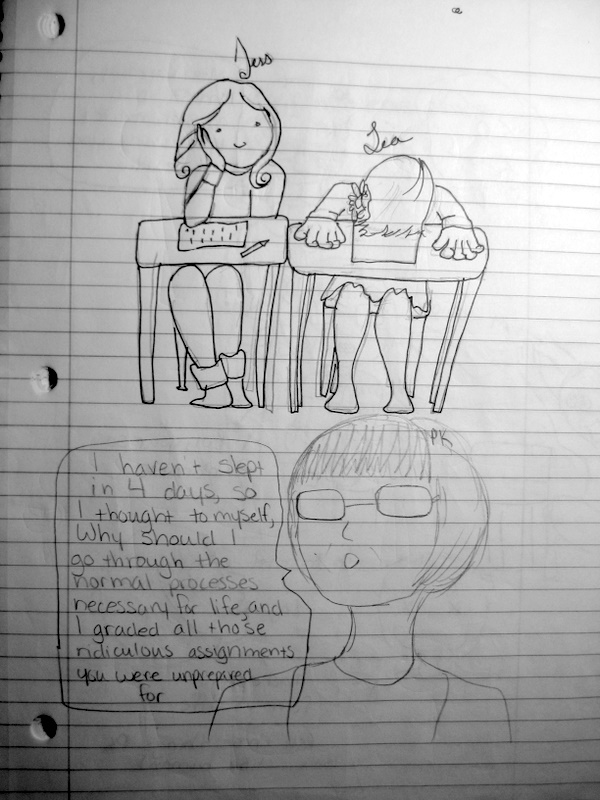 Jess
Lea
PK
I haven't slept
in 4 days, so
I thought to myself,
Why should I
go through the
normal processes
necessary for life, and
I graded all those
ridiculous assignments
you were unprepared
for